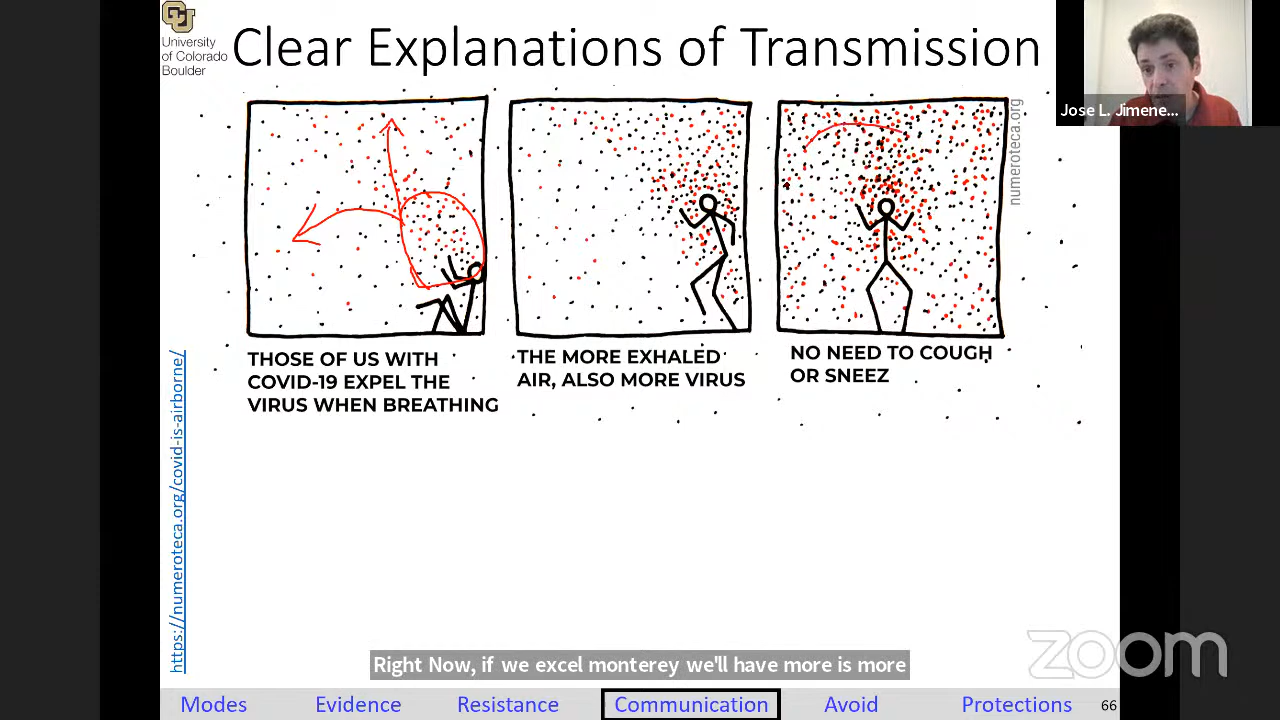 University
of Colorado
Boulder
Clear Explanations of Transmission
Jose L. Jimene...
numeroteca.org
THOSE OF US WITH
COVID-19 EXPEL THE
VIRUS WHEN BREATHING
THE MORE EXHALED
AIR, ALSO MORE VIRUS
NO NEED TO COUGH
OR SNEEZ
https://numeroteca.org/covid-is-airborne/
Right Now, if we excel monterey we'll have more is more
zoom
Modes Evidence Resistance Communication Avoid Protections 66